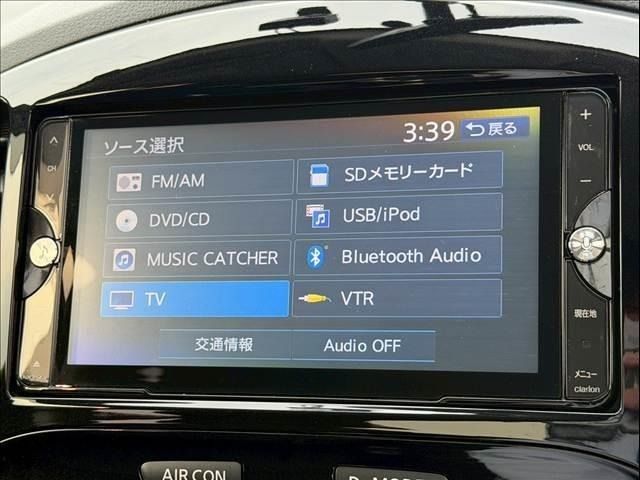 ソース選択
3:39
戻る
FM/AM
SDメモリーカード
DVD/CD
USB/iPod
MUSIC CATCHER
Bluetooth Audio
TV
VTR
交通情報
Audio OFF
CH
+
VOL
−
現在地
メニュー
clarion
AIR CON